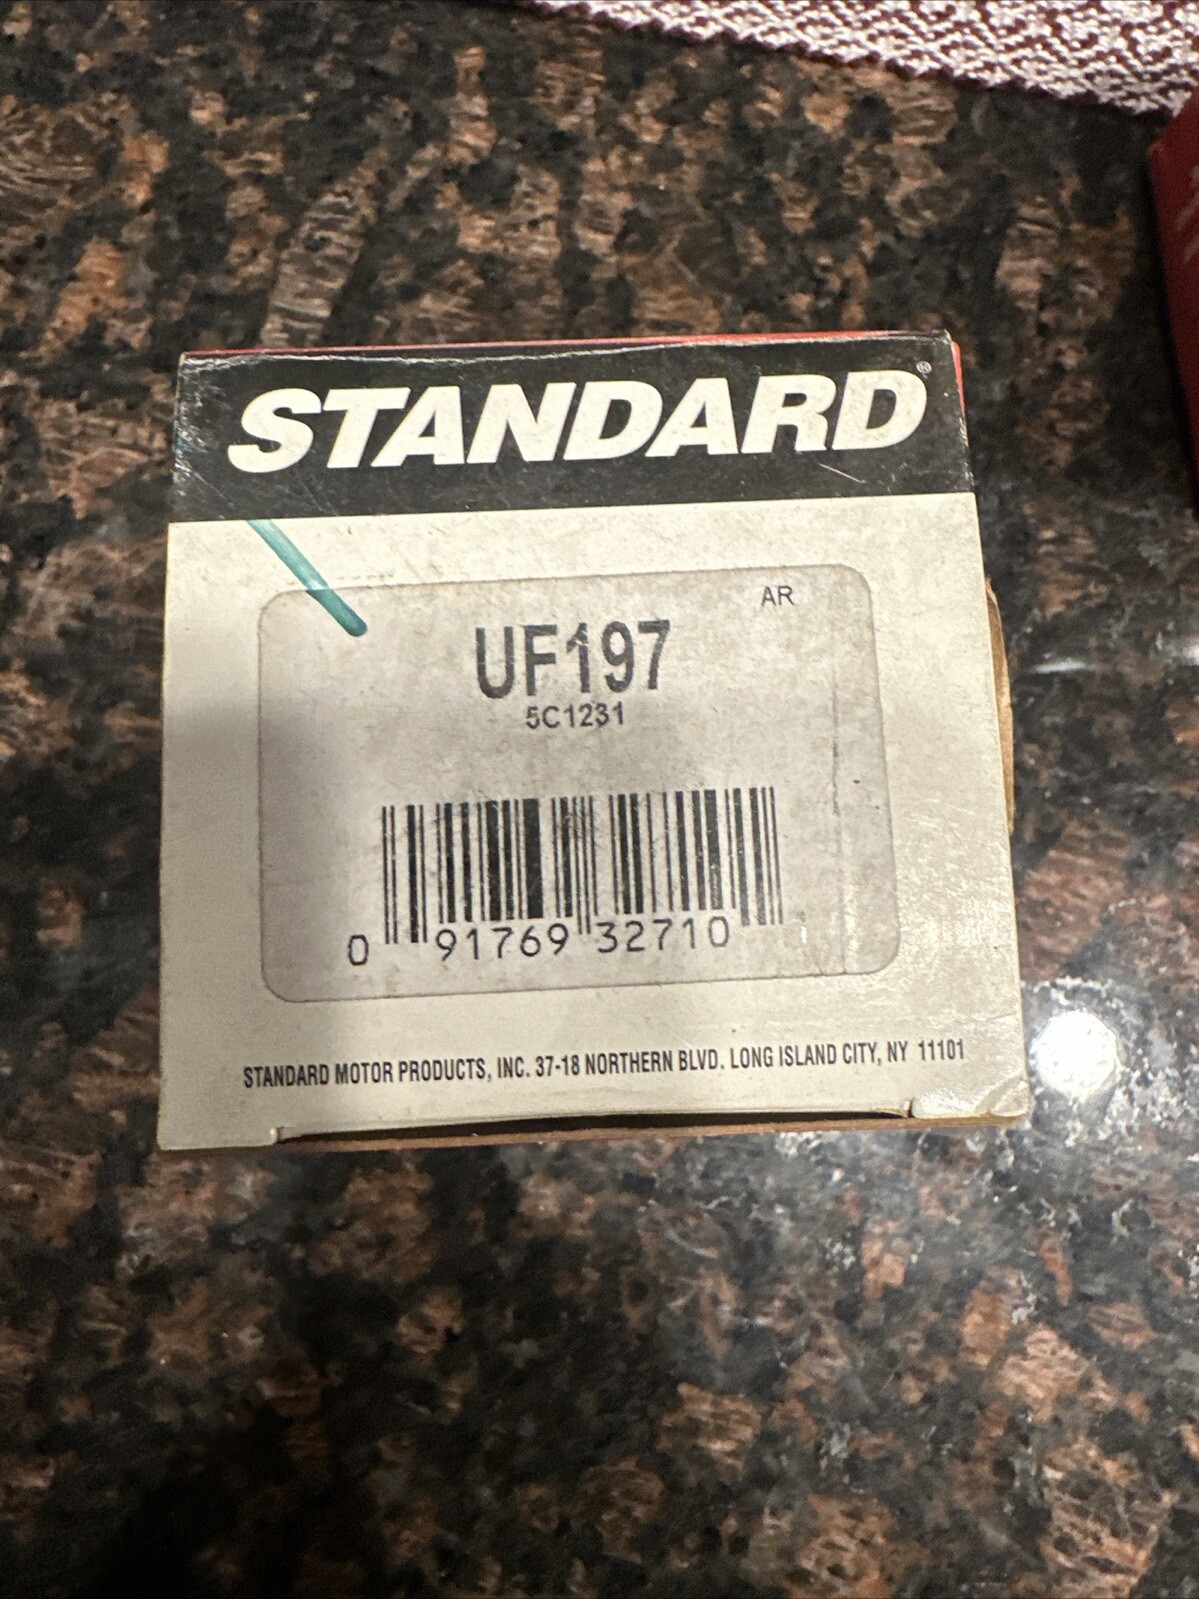 STANDARD®
AR
UF197
5C1231
0 91769 32710
STANDARD MOTOR PRODUCTS, INC. 37-18 NORTHERN BLVD. LONG ISLAND CITY, NY 11101